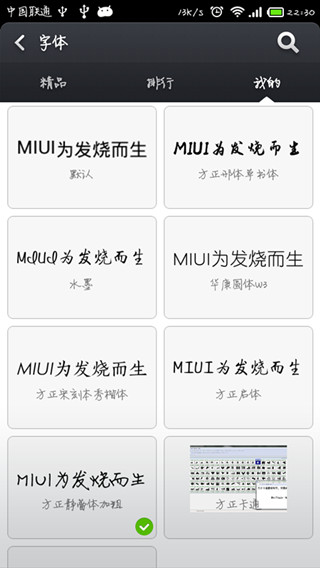 中国联通 13K/s 22:30
字体
精品 排行 我的
MIUI为发烧而生
默认
MIUI为发烧而生
方正邢体草书体
MIUI为发烧而生
水墨
MIUI为发烧而生
华康圆体W3
MIUI为发烧而生
方正宋刻本秀楷体
MIUI为发烧而生
方正启体
MIUI为发烧而生
方正静蕾体加粗
方正卡通